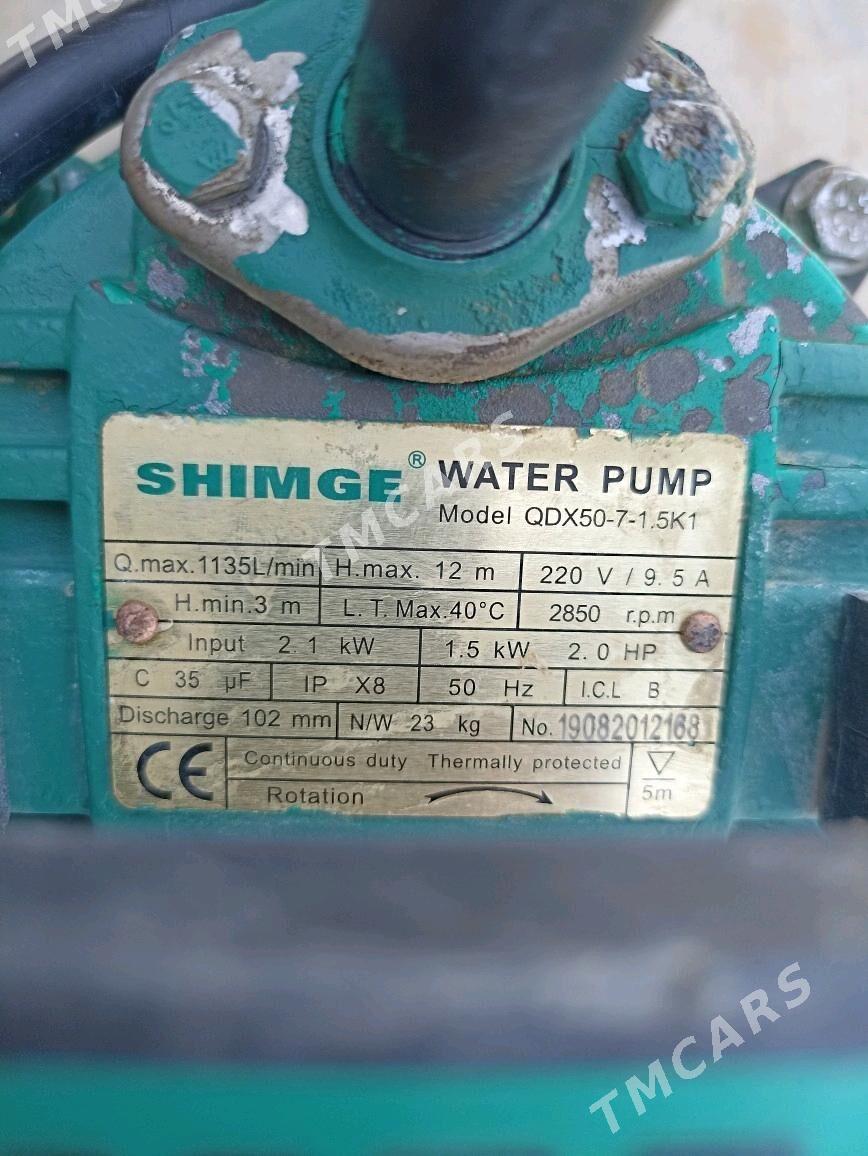 TMCARS
SHIMGE® WATER PUMP
Model QDX50-7-1.5K1
TMCARS
Q.max.1135L/min H.max. 12 m 220 V / 9.5 A
H.min.3 m L.T.Max.40°C 2850 r.p.m
Input 2.1 kW 1.5 kW 2.0 HP
C 35 µF IP X8 50 Hz I.C.L B
Discharge 102 mm N/W 23 kg No. 19082012168
CE Continuous duty Thermally protected
Rotation 5m
TMCARS